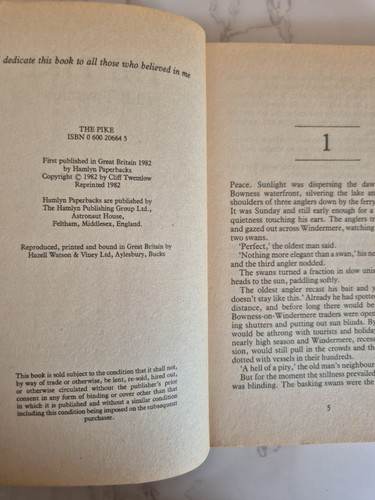 dedicate this book to all those who believed in me
THE PIKE
ISBN 0 600 20664 5
First published in Great Britain 1982
by Hamlyn Paperbacks
Copyright © 1982 by Cliff Twemlow
Reprinted 1982
Hamlyn Paperbacks are published by
The Hamlyn Publishing Group Ltd.,
Astronaut House,
Feltham, Middlesex, England.
Reproduced, printed and bound in Great Britain by
Hazell Watson & Viney Ltd, Aylesbury, Bucks
This book is sold subject to the condition that it shall not,
by way of trade or otherwise, be lent, re-sold, hired out,
or otherwise circulated without the publisher's prior
consent in any form of binding or cover other than that
in which it is published and without a similar condition
including this condition being imposed on the subsequent
purchaser.
1
Peace. Sunlight was dispersing the daw
Bowness waterfront, silvering the lake an
shoulders of three anglers down by the ferry
It was Sunday and still early enough for a
quietness touching his ears. The anglers t
and gazed out across Windermere, watching
two swans.
'Perfect,' the oldest man said.
'Nothing more elegant than a swan,' his ne
and the third angler nodded.
The swans turned a fraction in slow unis
heads to the sun, paddling softly.
The oldest angler recast his bait and y
doesn't stay like this.' Already he had spotted
distance, and before long there would be
Bowness-on-Windermere traders were open
ing shutters and putting out sun blinds. By
would be athrong with tourists and holiday
nearly high season and Windermere, recess
sion, would still pull in the crowds and th
dotted with vessels in their hundreds.
'A hell of a pity,' the old man's neighbour
But for the moment the stillness prevailed
was blinding. The basking swans were the
5